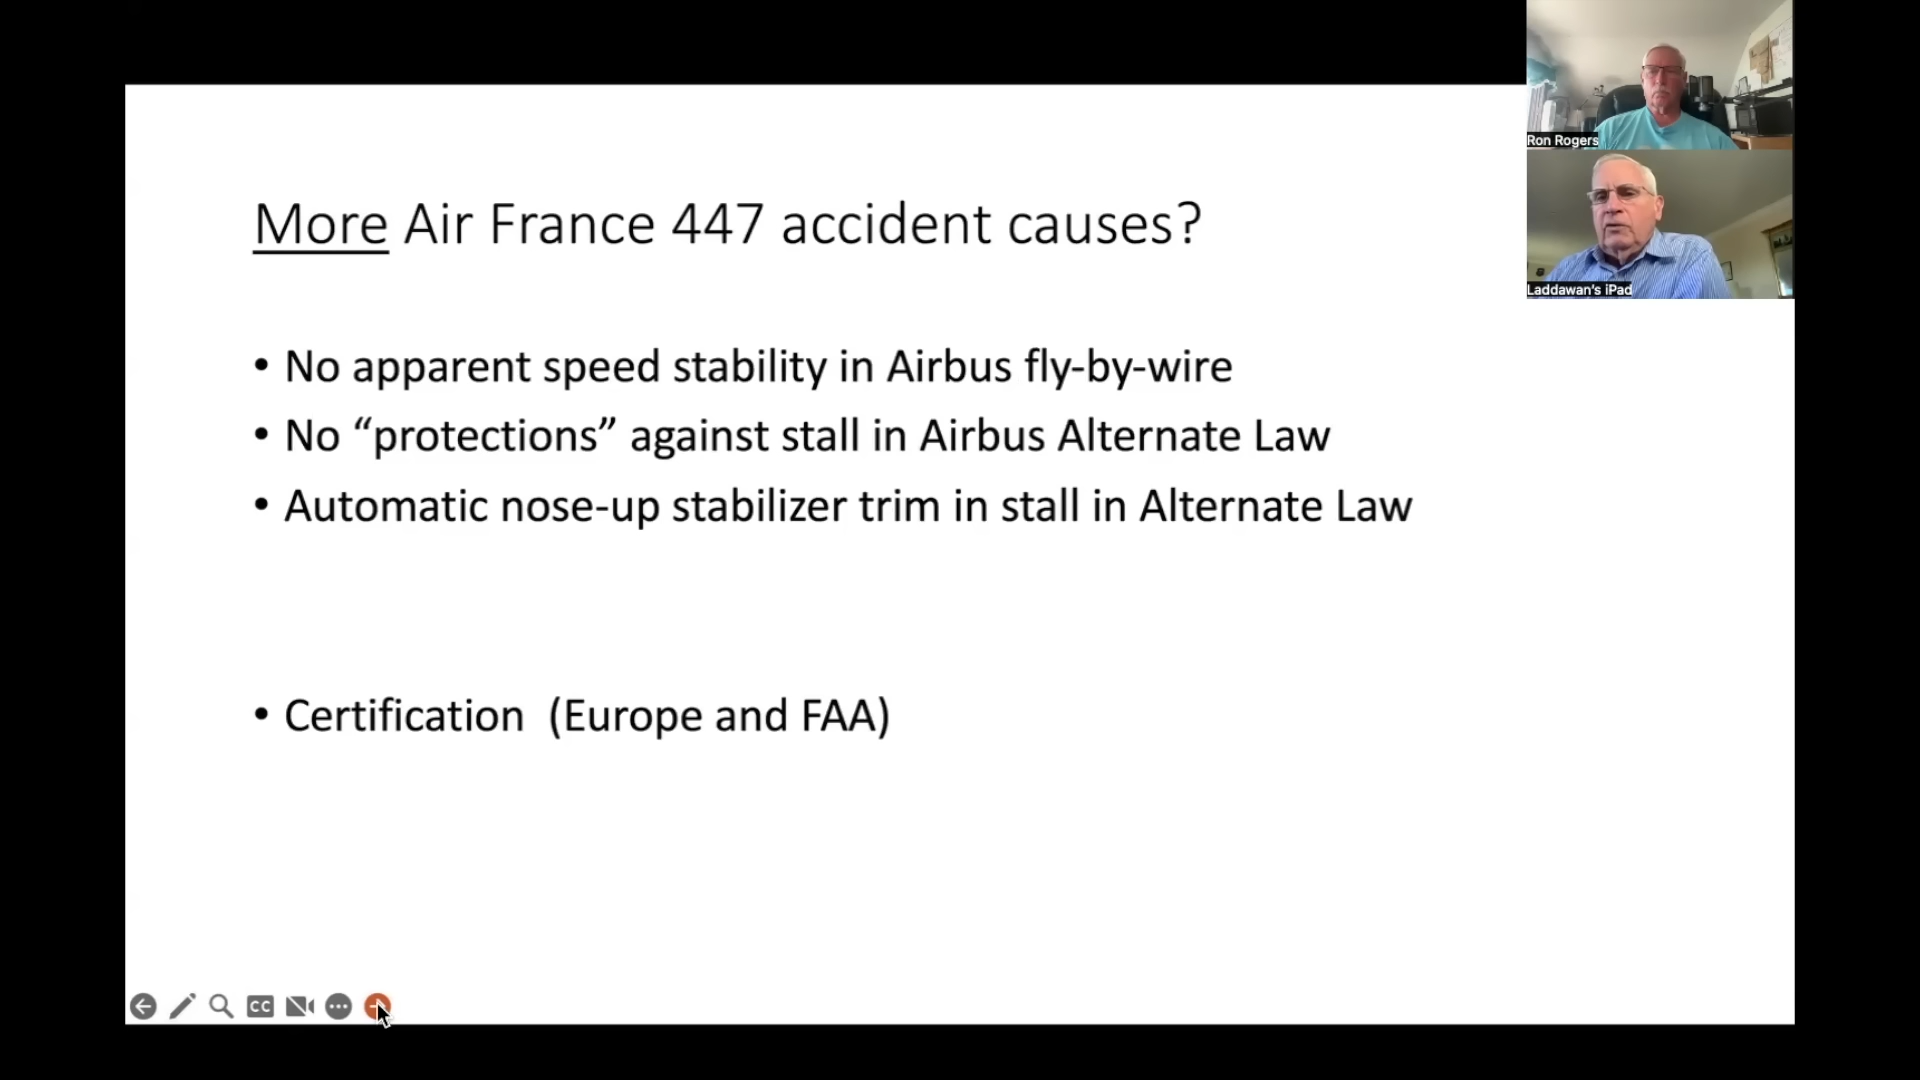 More Air France 447 accident causes?
• No apparent speed stability in Airbus fly-by-wire
• No “protections” against stall in Airbus Alternate Law
• Automatic nose-up stabilizer trim in stall in Alternate Law
• Certification (Europe and FAA)
Ron Rogers
Laddawan's iPad
CC